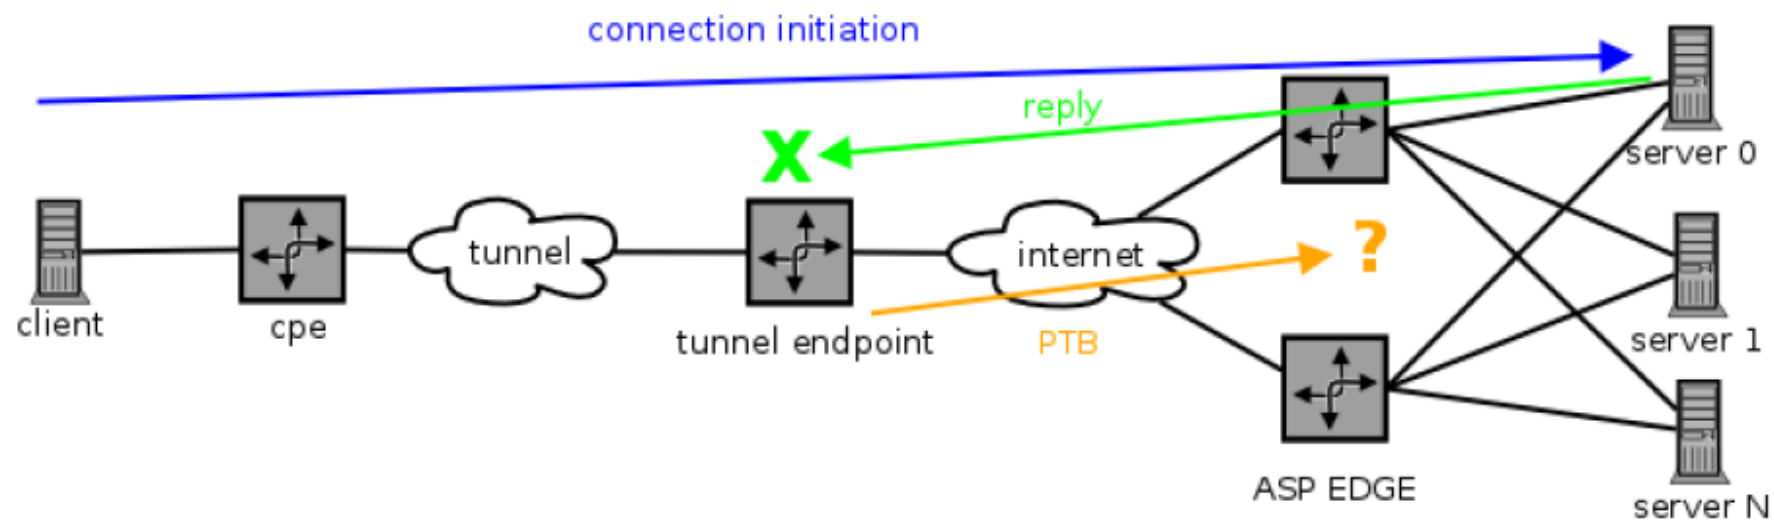 connection initiation
reply
X
server 0
?
tunnel
internet
client
cpe
tunnel endpoint
PTB
server 1
ASP EDGE
server N